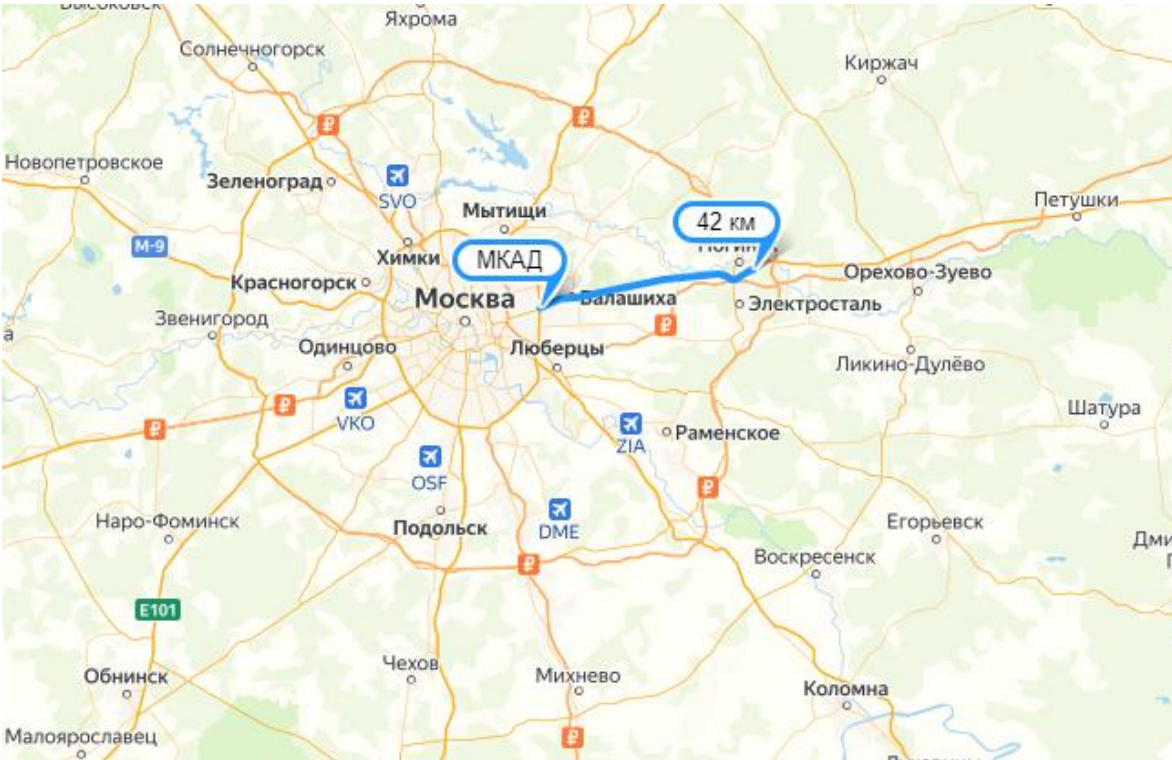 Яхрома
Солнечногорск
Киржач
Новопетровское
Зеленоград
SVO
Мытищи
42 км
Петушки
М-9
Химки
МКАД
Красногорск
Москва
Балашиха
Орехово-Зуево
Электросталь
Звенигород
Одинцово
Люберцы
Ликино-Дулёво
VKO
Шатура
ZIA
Раменское
OSF
Наро-Фоминск
Подольск
DME
Егорьевск
Воскресенск
E101
Чехов
Обнинск
Михнево
Коломна
Малоярославец